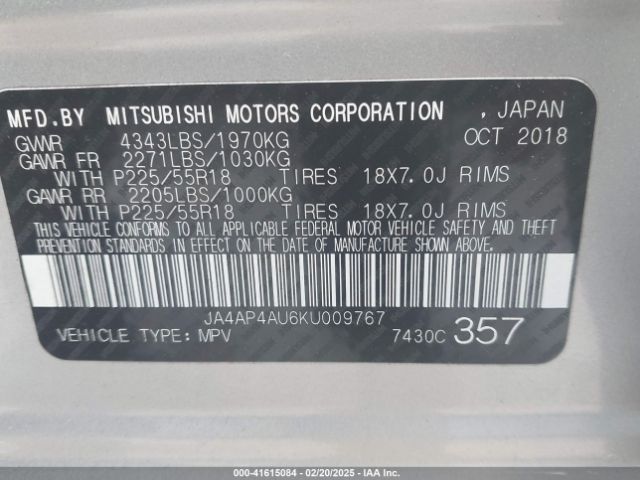 MFD.BY MITSUBISHI MOTORS CORPORATION , JAPAN
GVWR 4343LBS/1970KG OCT 2018
GAWR FR 2271LBS/1030KG
WITH P225/55R18 TIRES 18X7.0J RIMS
GAWR RR 2205LBS/1000KG
WITH P225/55R18 TIRES 18X7.0J RIMS
THIS VEHICLE CONFORMS TO ALL APPLICABLE FEDERAL MOTOR VEHICLE SAFETY AND THEFT
PREVENTION STANDARDS IN EFFECT ON THE DATE OF MANUFACTURE SHOWN ABOVE.
JA4AP4AU6KU009767
VEHICLE TYPE: MPV 7430C 357
000-41615084 - 02/20/2025 - IAA Inc.